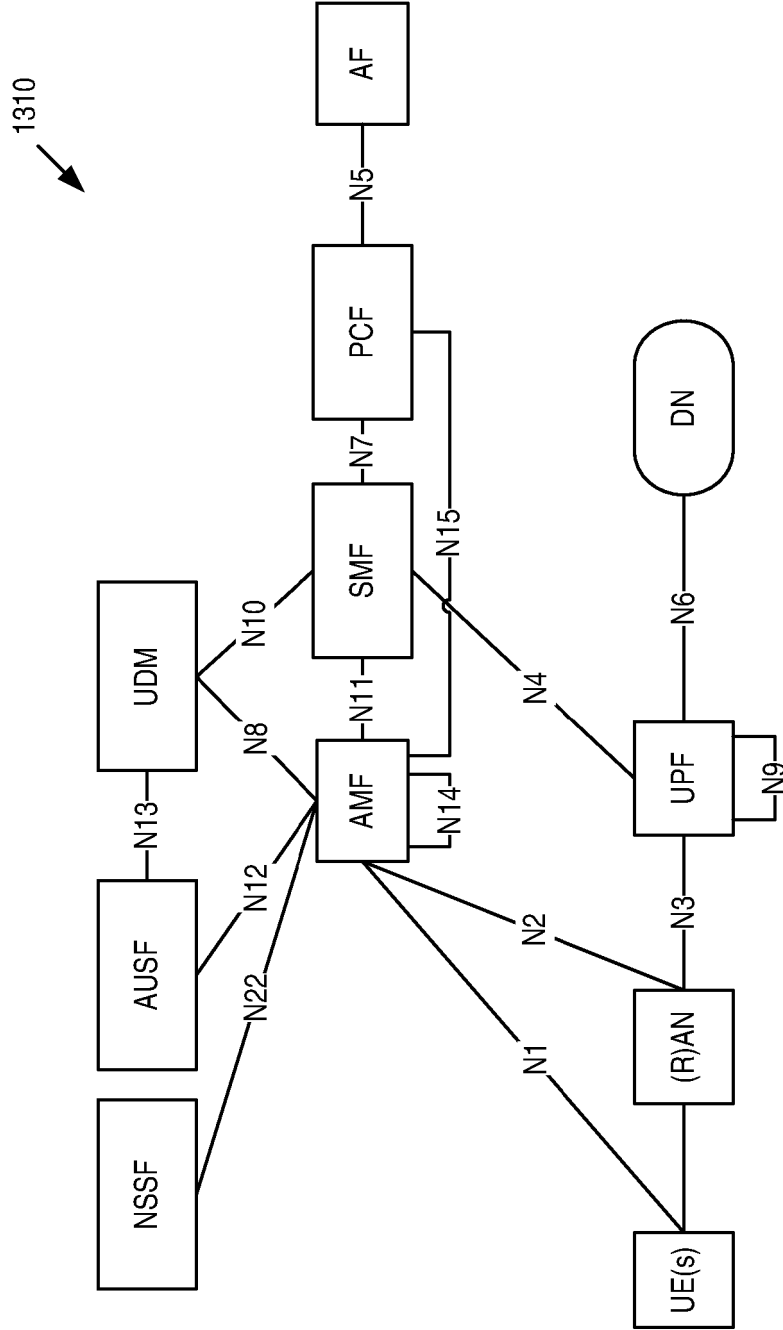 1310
NSSF
AUSF
N13
UDM
N22
N12
N8
N10
AMF
N11
SMF
N7
PCF
N5
AF
N14
N15
N1
N2
N4
UE(s)
(R)AN
N3
UPF
N6
DN
N9